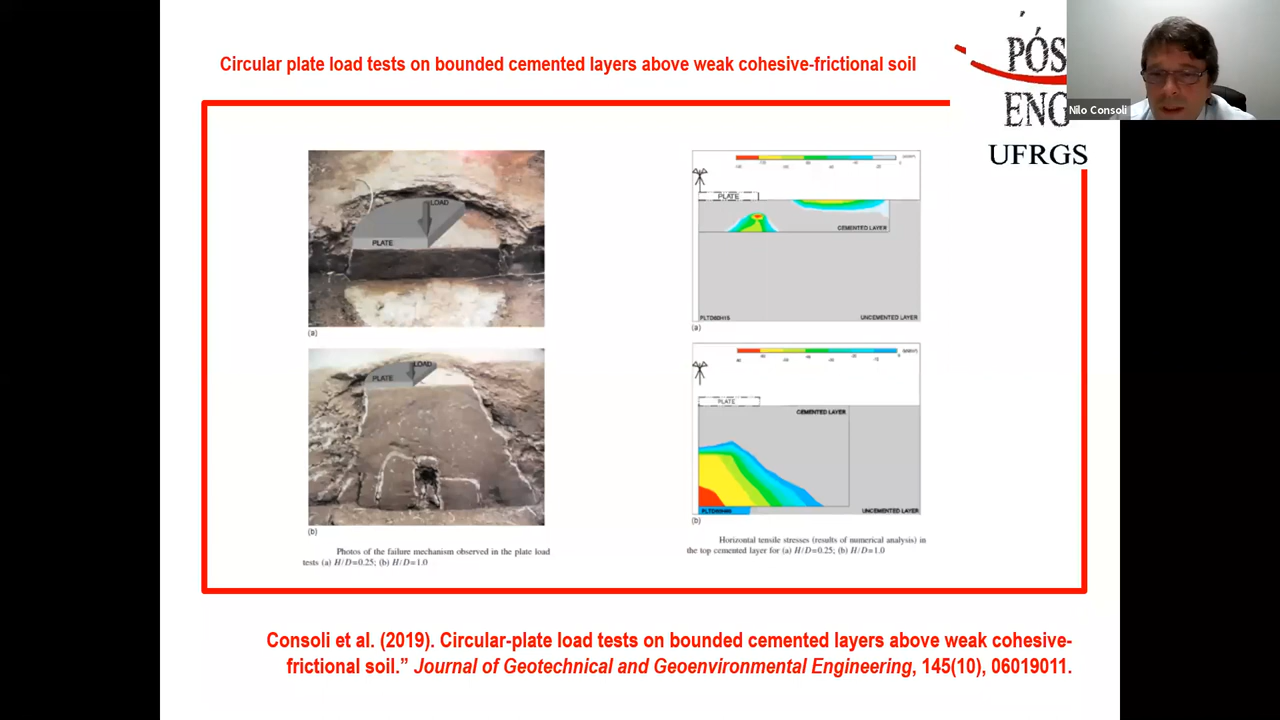 Circular plate load tests on bounded cemented layers above weak cohesive-frictional soil
PÓS
ENG
UFRGS
Nilo Consoli
LOAD
PLATE
(a)
LOAD
PLATE
(b)
Photos of the failure mechanism observed in the plate load
tests (a) H/D=0.25; (b) H/D=1.0
PLATE
CEMENTED LAYER
UNCEMENTED LAYER
(a)
PLATE
CEMENTED LAYER
UNCEMENTED LAYER
(b)
Horizontal tensile stresses (results of numerical analysis) in
the top cemented layer for (a) H/D=0.25; (b) H/D=1.0
Consoli et al. (2019). Circular-plate load tests on bounded cemented layers above weak cohesive-
frictional soil.” Journal of Geotechnical and Geoenvironmental Engineering, 145(10), 06019011.